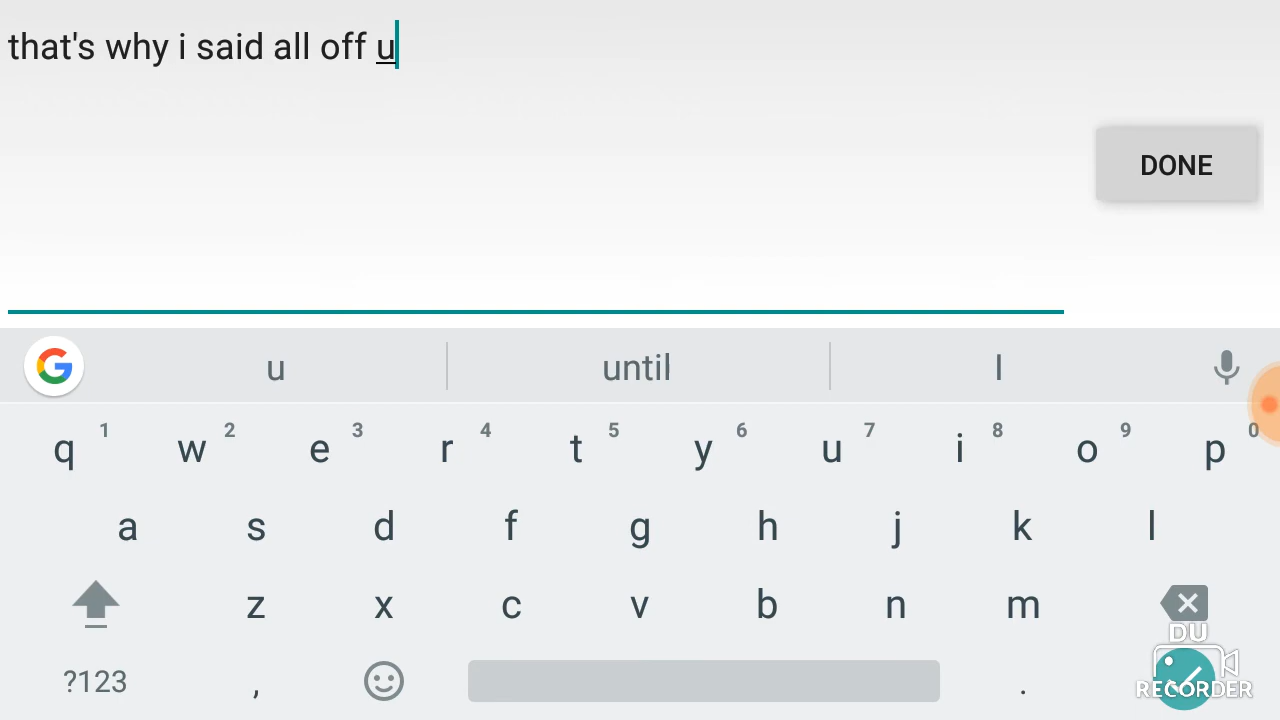 that's why i said all off u
DONE
u until I
q 1 w 2 e 3 r 4 t 5 y 6 u 7 i 8 o 9 p 0
a s d f g h j k l
z x c v b n m
DU
?123 , .
RECORDER